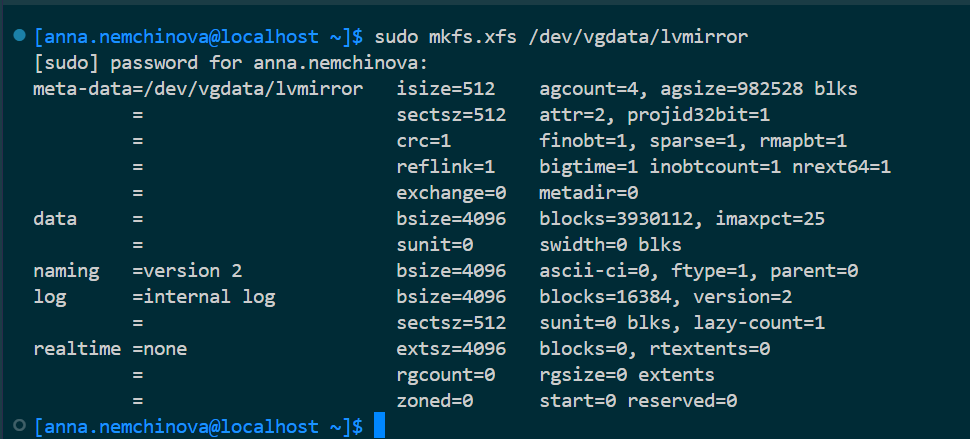 [anna.nemchinova@localhost ~]$ sudo mkfs.xfs /dev/vgdata/lvmirror
[sudo] password for anna.nemchinova:
meta-data=/dev/vgdata/lvmirror   isize=512    agcount=4, agsize=982528 blks
         =                       sectsz=512   attr=2, projid32bit=1
         =                       crc=1        finobt=1, sparse=1, rmapbt=1
         =                       reflink=1    bigtime=1 inobtcount=1 nrext64=1
         =                       exchange=0   metadir=0
data     =                       bsize=4096   blocks=3930112, imaxpct=25
         =                       sunit=0      swidth=0 blks
naming   =version 2              bsize=4096   ascii-ci=0, ftype=1, parent=0
log      =internal log           bsize=4096   blocks=16384, version=2
         =                       sectsz=512   sunit=0 blks, lazy-count=1
realtime =none                   extsz=4096   blocks=0, rtextents=0
         =                       rgcount=0    rgsize=0 extents
         =                       zoned=0      start=0 reserved=0
[anna.nemchinova@localhost ~]$